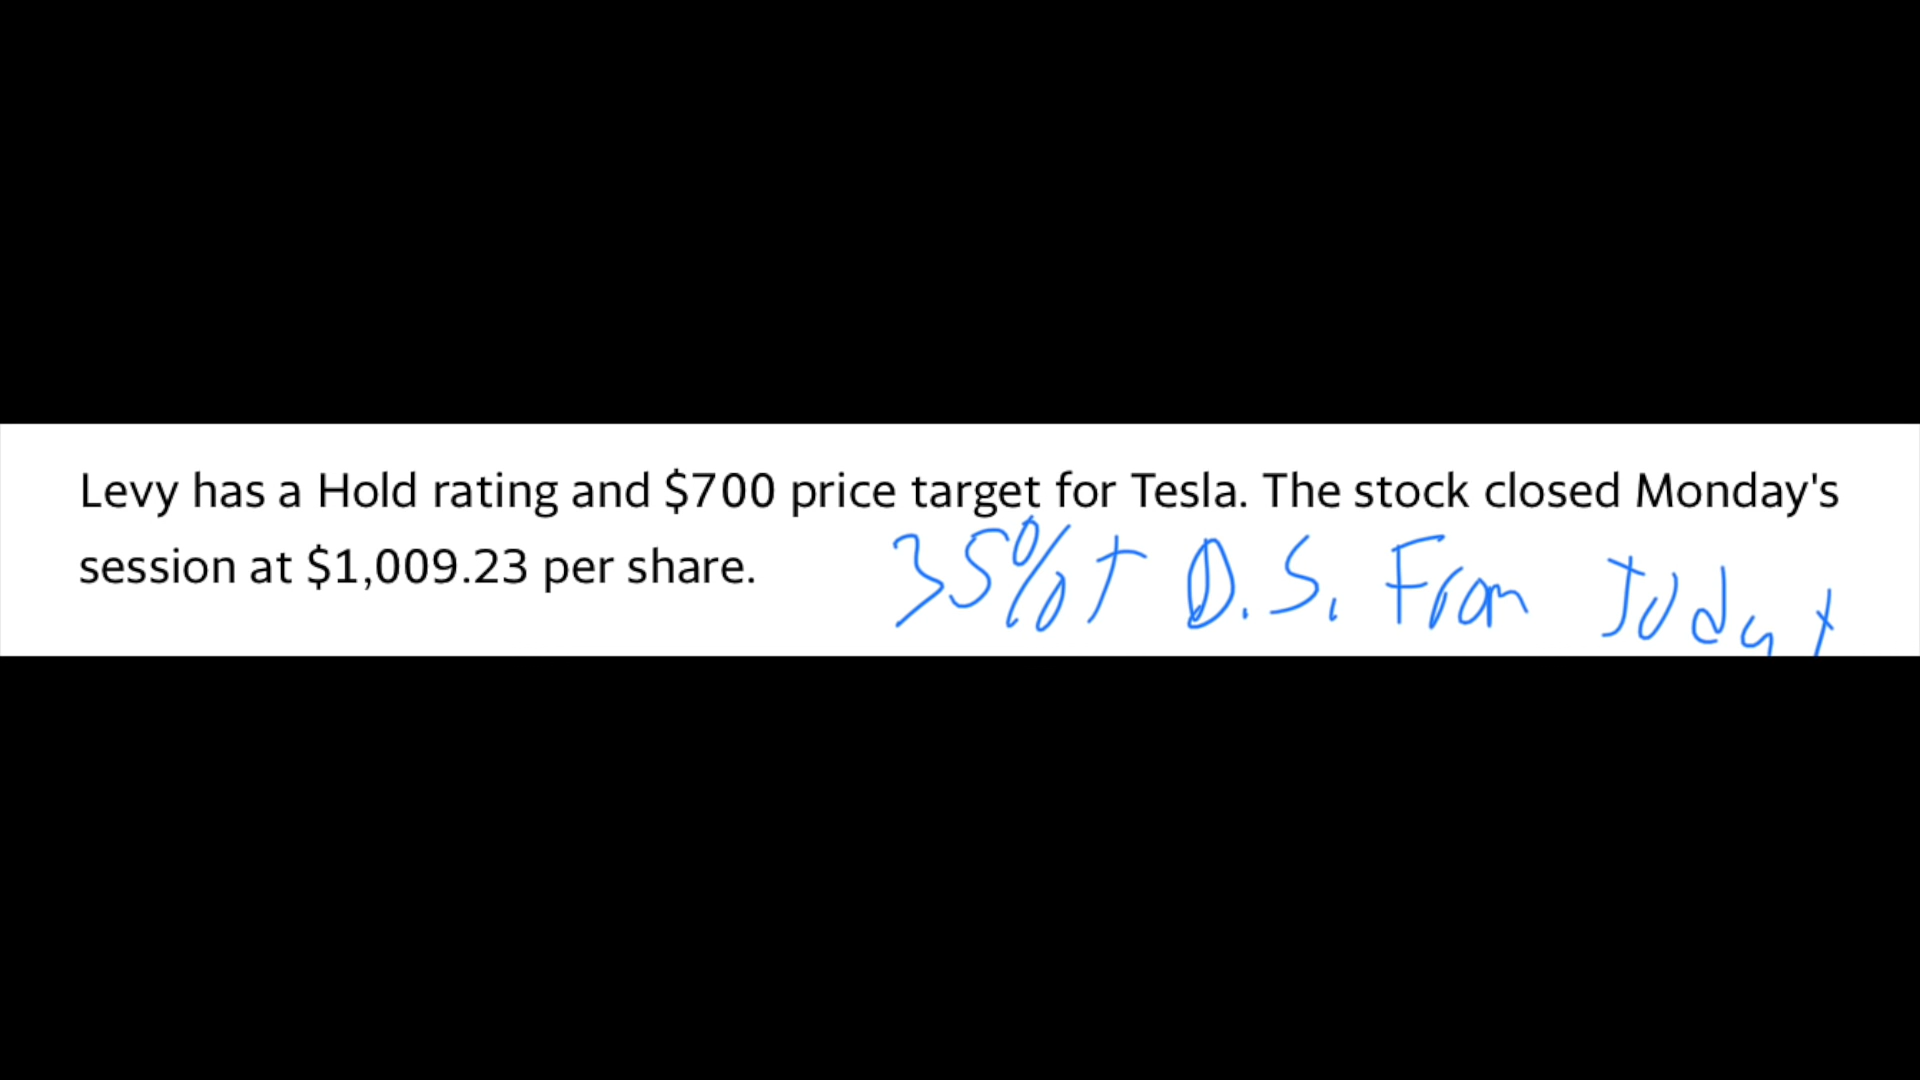 Levy has a Hold rating and $700 price target for Tesla. The stock closed Monday's
session at $1,009.23 per share.
35%+ D.S. From Today